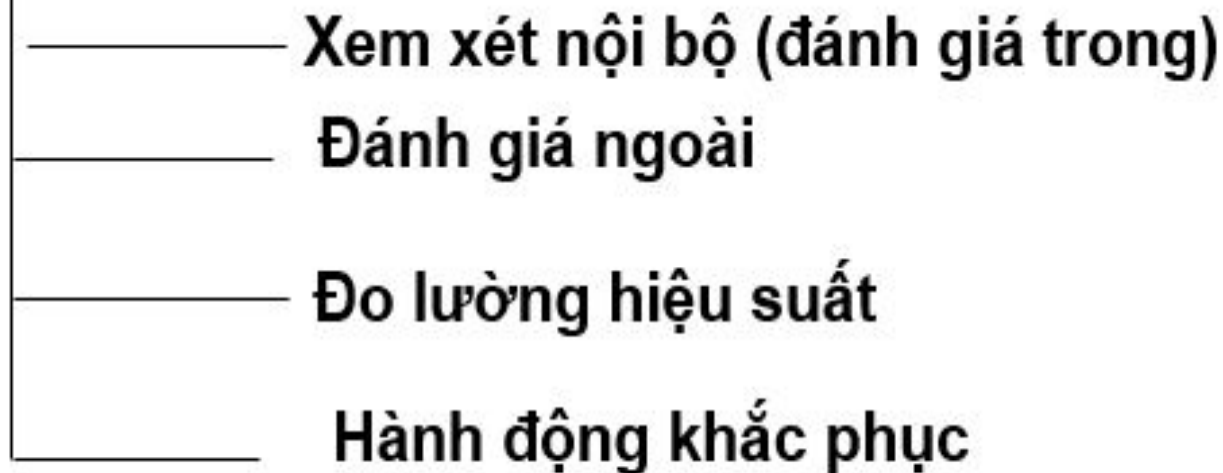 Xem xét nội bộ (đánh giá trong)
Đánh giá ngoài
Đo lường hiệu suất
Hành động khắc phục